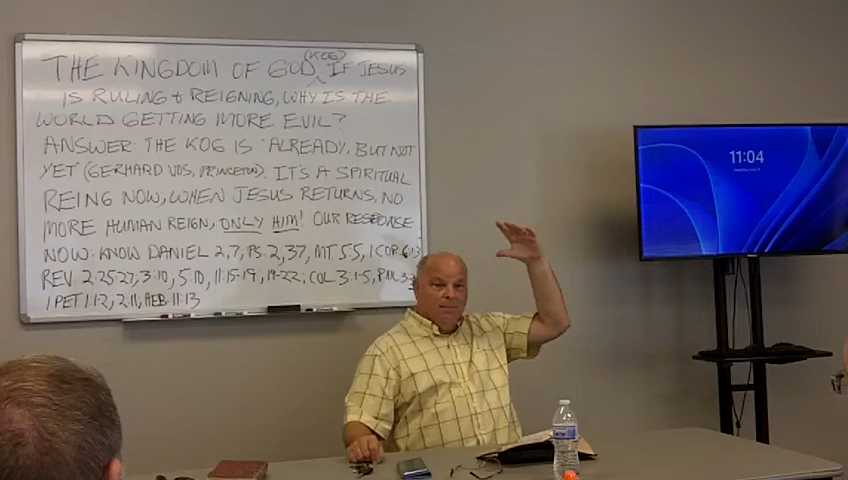 THE KINGDOM OF GOD (KOG) IF JESUS
IS RULING + REIGNING, WHY IS THE
WORLD GETTING MORE EVIL?
ANSWER: THE KOG IS "ALREADY, BUT NOT
YET" (GERHARD VOS, PRINCETON). IT'S A SPIRITUAL
REING NOW, WHEN JESUS RETURNS, NO
MORE HUMAN REIGN, ONLY HIM! OUR RESPONSE
NOW: KNOW DANIEL 2,7, PS. 2, 37, MT. 5:5, 1 COR. 6:1-3
REV. 2:25-27, 3:10, 5:10, 11:15-19, 19-22; COL. 3:1-5,
1 PET 1:1-2, 2:11, HEB. 11:13
11:04